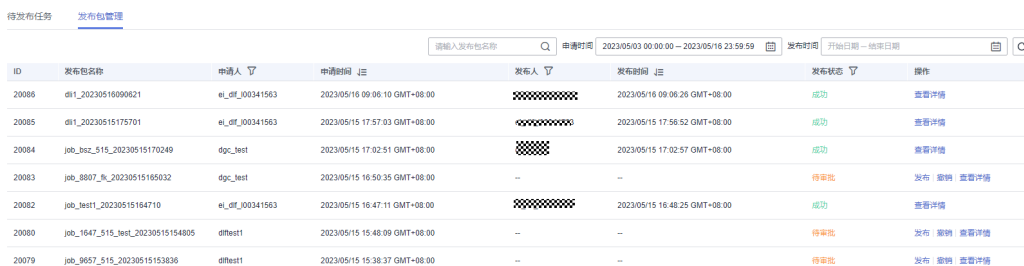 待发布任务 发布包管理
请输入发布包名称 申请时间 2023/05/03 00:00:00 — 2023/05/16 23:59:59 发布时间 开始日期 — 结束日期
ID 发布包名称 申请人 申请时间 发布人 发布时间 发布状态 操作
20086 dli1_20230516090621 ei_dlf_l00341563 2023/05/16 09:06:10 GMT+08:00 2023/05/16 09:06:26 GMT+08:00 成功 查看详情
20085 dli1_20230515175701 ei_dlf_l00341563 2023/05/15 17:57:03 GMT+08:00 2023/05/15 17:56:52 GMT+08:00 成功 查看详情
20084 job_bsz_515_20230515170249 dgc_test 2023/05/15 17:02:51 GMT+08:00 2023/05/15 17:02:57 GMT+08:00 成功 查看详情
20083 job_8807_fk_20230515165032 dgc_test 2023/05/15 16:50:35 GMT+08:00 -- -- 待审批 发布 | 撤销 | 查看详情
20082 job_test1_20230515164710 ei_dlf_l00341563 2023/05/15 16:47:11 GMT+08:00 2023/05/15 16:48:25 GMT+08:00 成功 查看详情
20080 job_1647_515_test_20230515154805 dlftest1 2023/05/15 15:48:09 GMT+08:00 -- -- 待审批 发布 | 撤销 | 查看详情
20079 job_9657_515_20230515153836 dlftest1 2023/05/15 15:38:37 GMT+08:00 -- -- 待审批 发布 | 撤销 | 查看详情